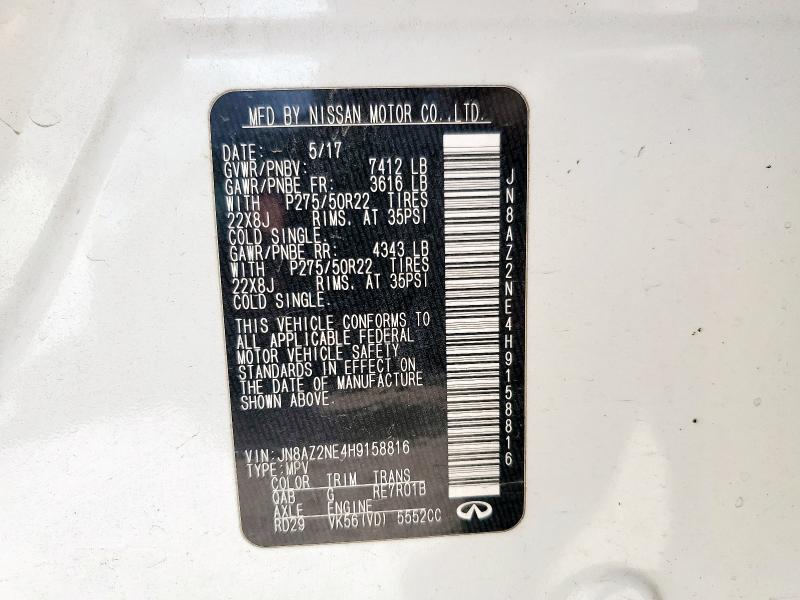 MFD BY NISSAN MOTOR CO.,LTD.
DATE: 5/17
GVWR/PNBV: 7412 LB
GAWR/PNBE FR: 3616 LB
WITH P275/50R22 TIRES
22X8J RIMS. AT 35PSI
COLD SINGLE.
GAWR/PNBE RR: 4343 LB
WITH P275/50R22 TIRES
22X8J RIMS. AT 35PSI
COLD SINGLE.
THIS VEHICLE CONFORMS TO
ALL APPLICABLE FEDERAL
MOTOR VEHICLE SAFETY
STANDARDS IN EFFECT ON
THE DATE OF MANUFACTURE
SHOWN ABOVE.
VIN:JN8AZ2NE4H9158816
TYPE:MPV
COLOR TRIM TRANS
QAB G RE7R01B
AXLE ENGINE
RD29 VK56(VD) 5552CC
JN8AZ2NE4H9158816